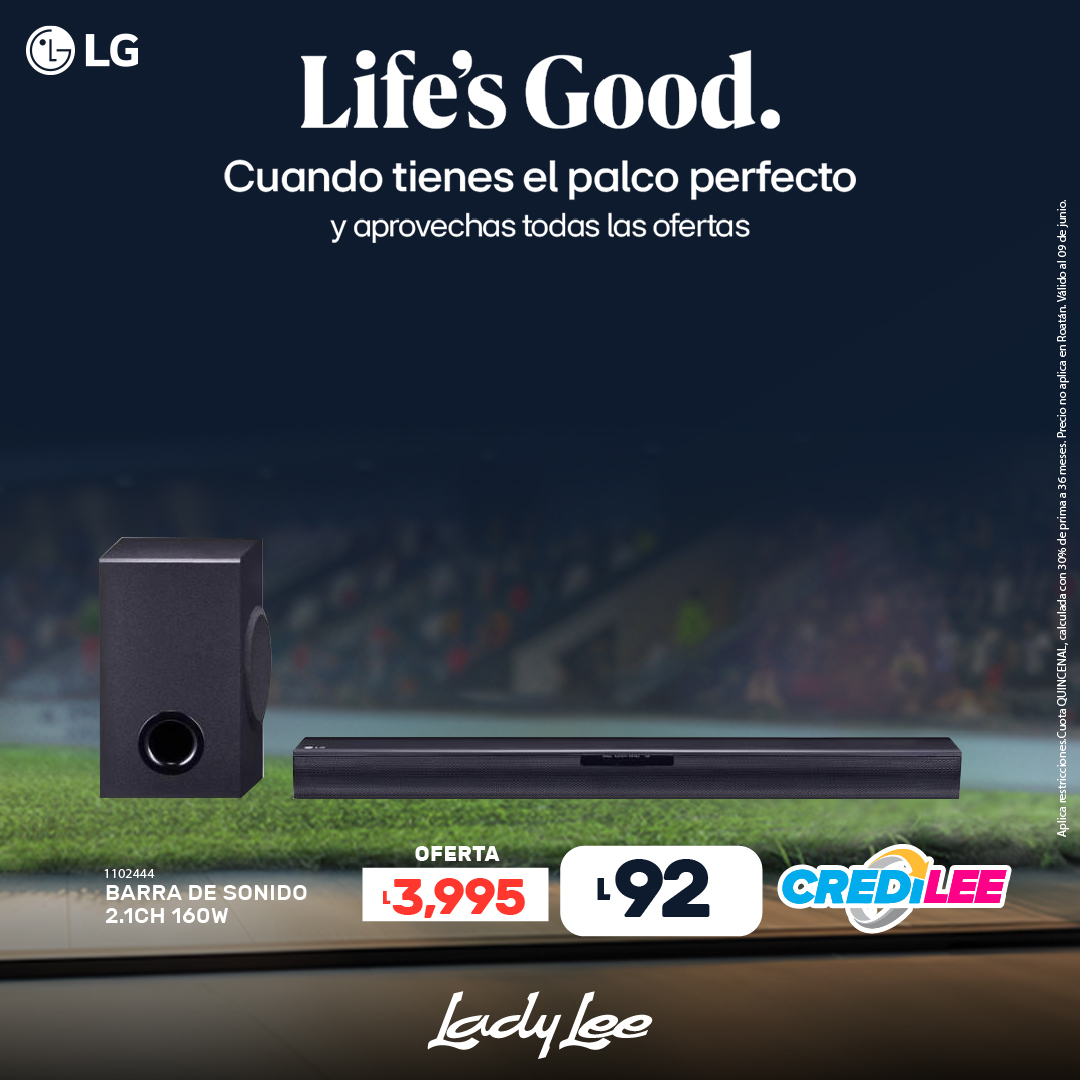 LG
Life's Good.
Cuando tienes el palco perfecto
y aprovechas todas las ofertas
Aplica restricciones.Cuota QUINCENAL, calculada con 30% de prima a 36 meses. Precio no aplica en Roatán. Válido al 09 de junio.
LG
1102444
BARRA DE SONIDO
2.1CH 160W
OFERTA
L3,995
L92
CREDiLEE
Lady Lee